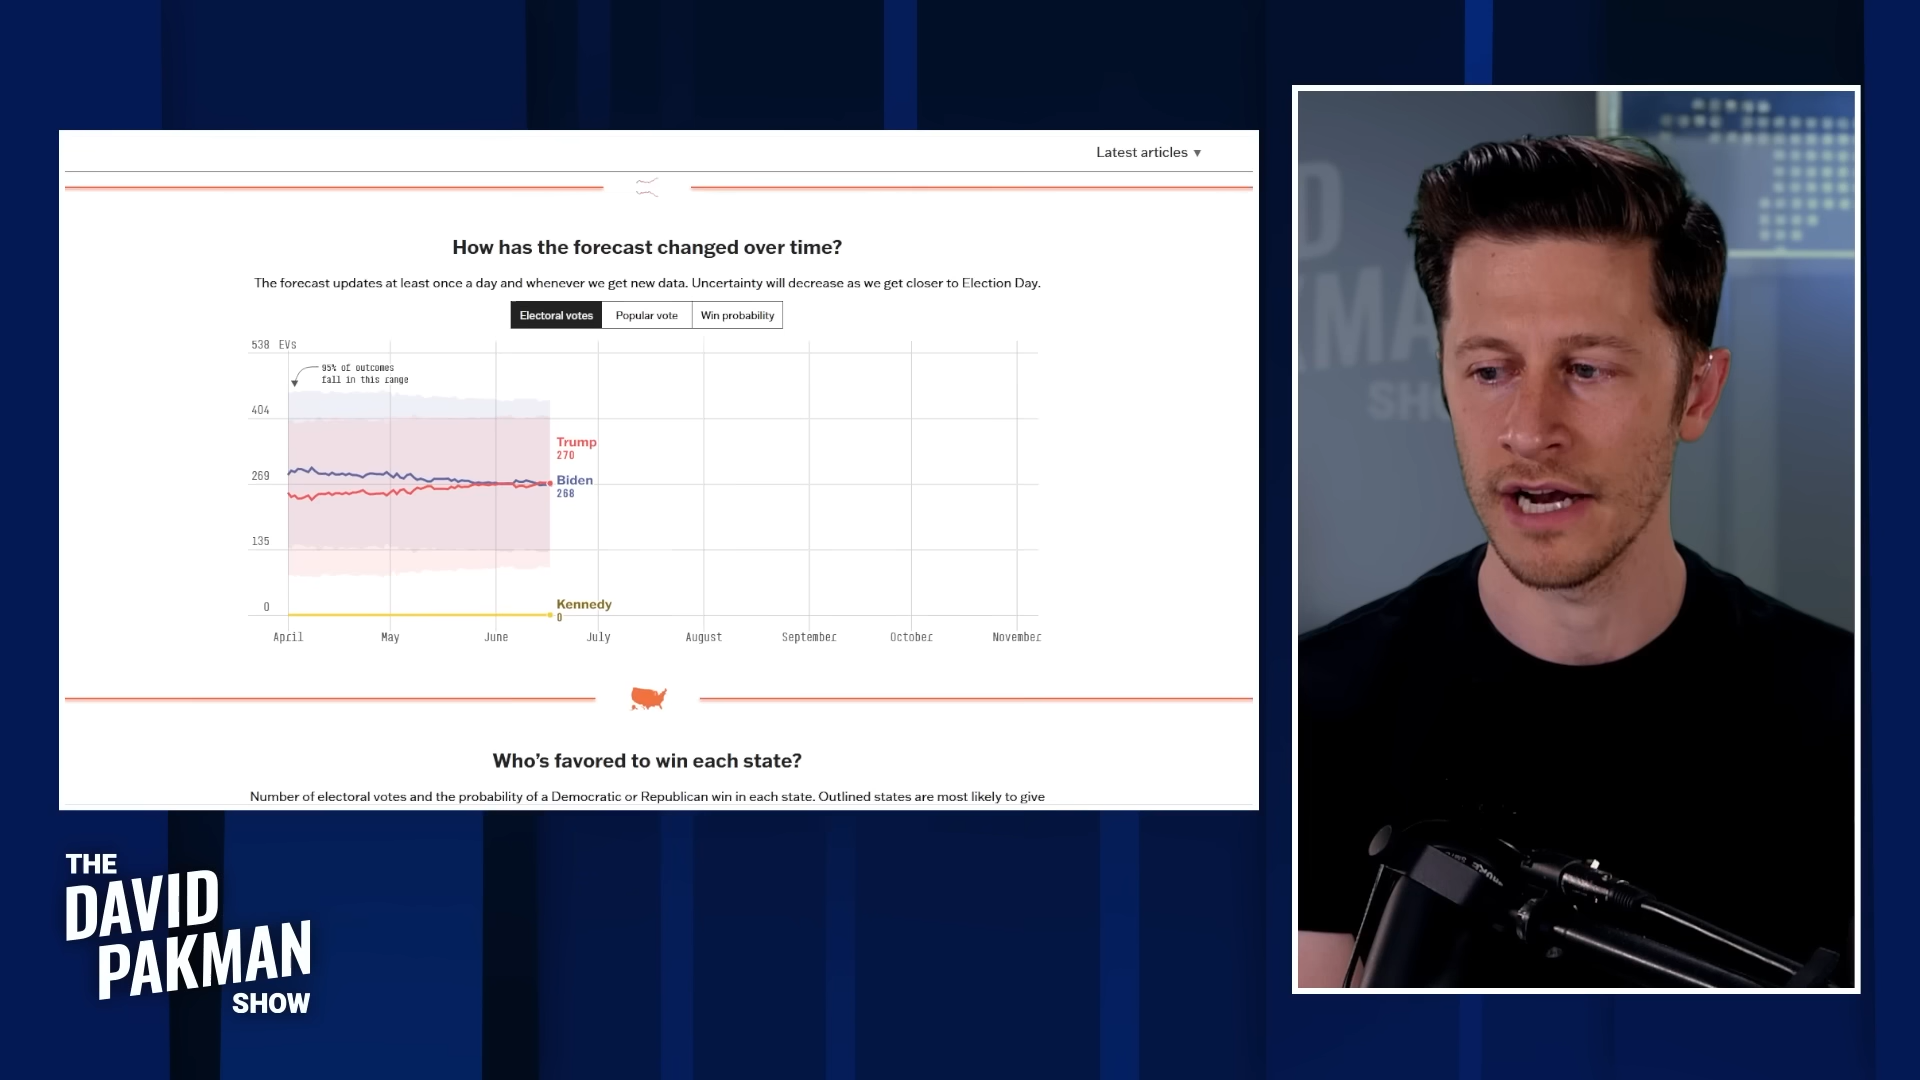 Latest articles ▼
How has the forecast changed over time?
The forecast updates at least once a day and whenever we get new data. Uncertainty will decrease as we get closer to Election Day.
Electoral votes Popular vote Win probability
538 EVs
95% of outcomes
fall in this range
404
Trump
270
269
Biden
268
135
Kennedy
0
0
April May June July August September October November
Who's favored to win each state?
Number of electoral votes and the probability of a Democratic or Republican win in each state. Outlined states are most likely to give
THE
DAVID
PAKMAN
SHOW